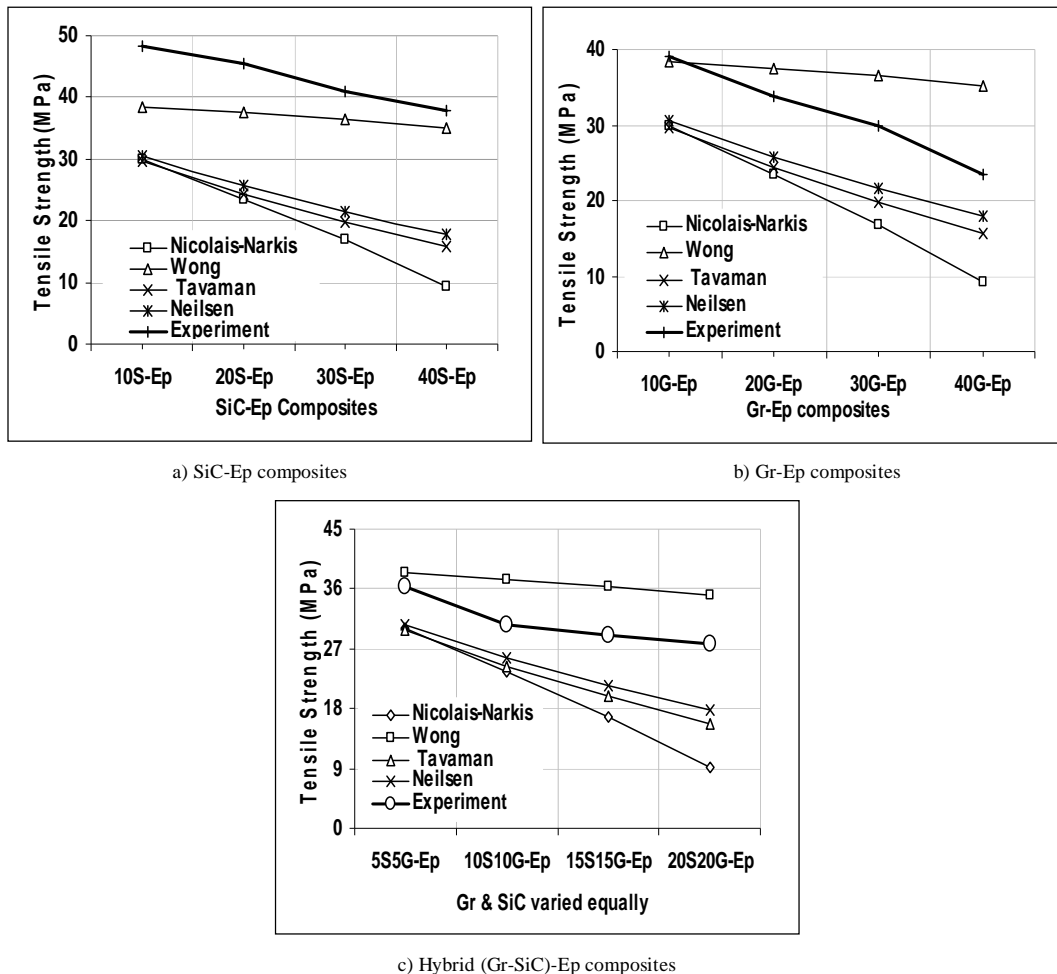 50
40
30
20
10
0
Tensile Strength (MPa)
Nicolais-Narkis
Wong
Tavaman
Neilsen
Experiment
10S-Ep 20S-Ep 30S-Ep 40S-Ep
SiC-Ep Composites
40
30
20
10
0
Tensile Strength (MPa)
Nicolais-Narkis
Wong
Tavaman
Neilsen
Experiment
10G-Ep 20G-Ep 30G-Ep 40G-Ep
Gr-Ep composites
a) SiC-Ep composites
b) Gr-Ep composites
45
36
27
18
9
0
Tensile Strength (MPa)
Nicolais-Narkis
Wong
Tavaman
Neilsen
Experiment
5S5G-Ep 10S10G-Ep 15S15G-Ep 20S20G-Ep
Gr & SiC varied equally
c) Hybrid (Gr-SiC)-Ep composites